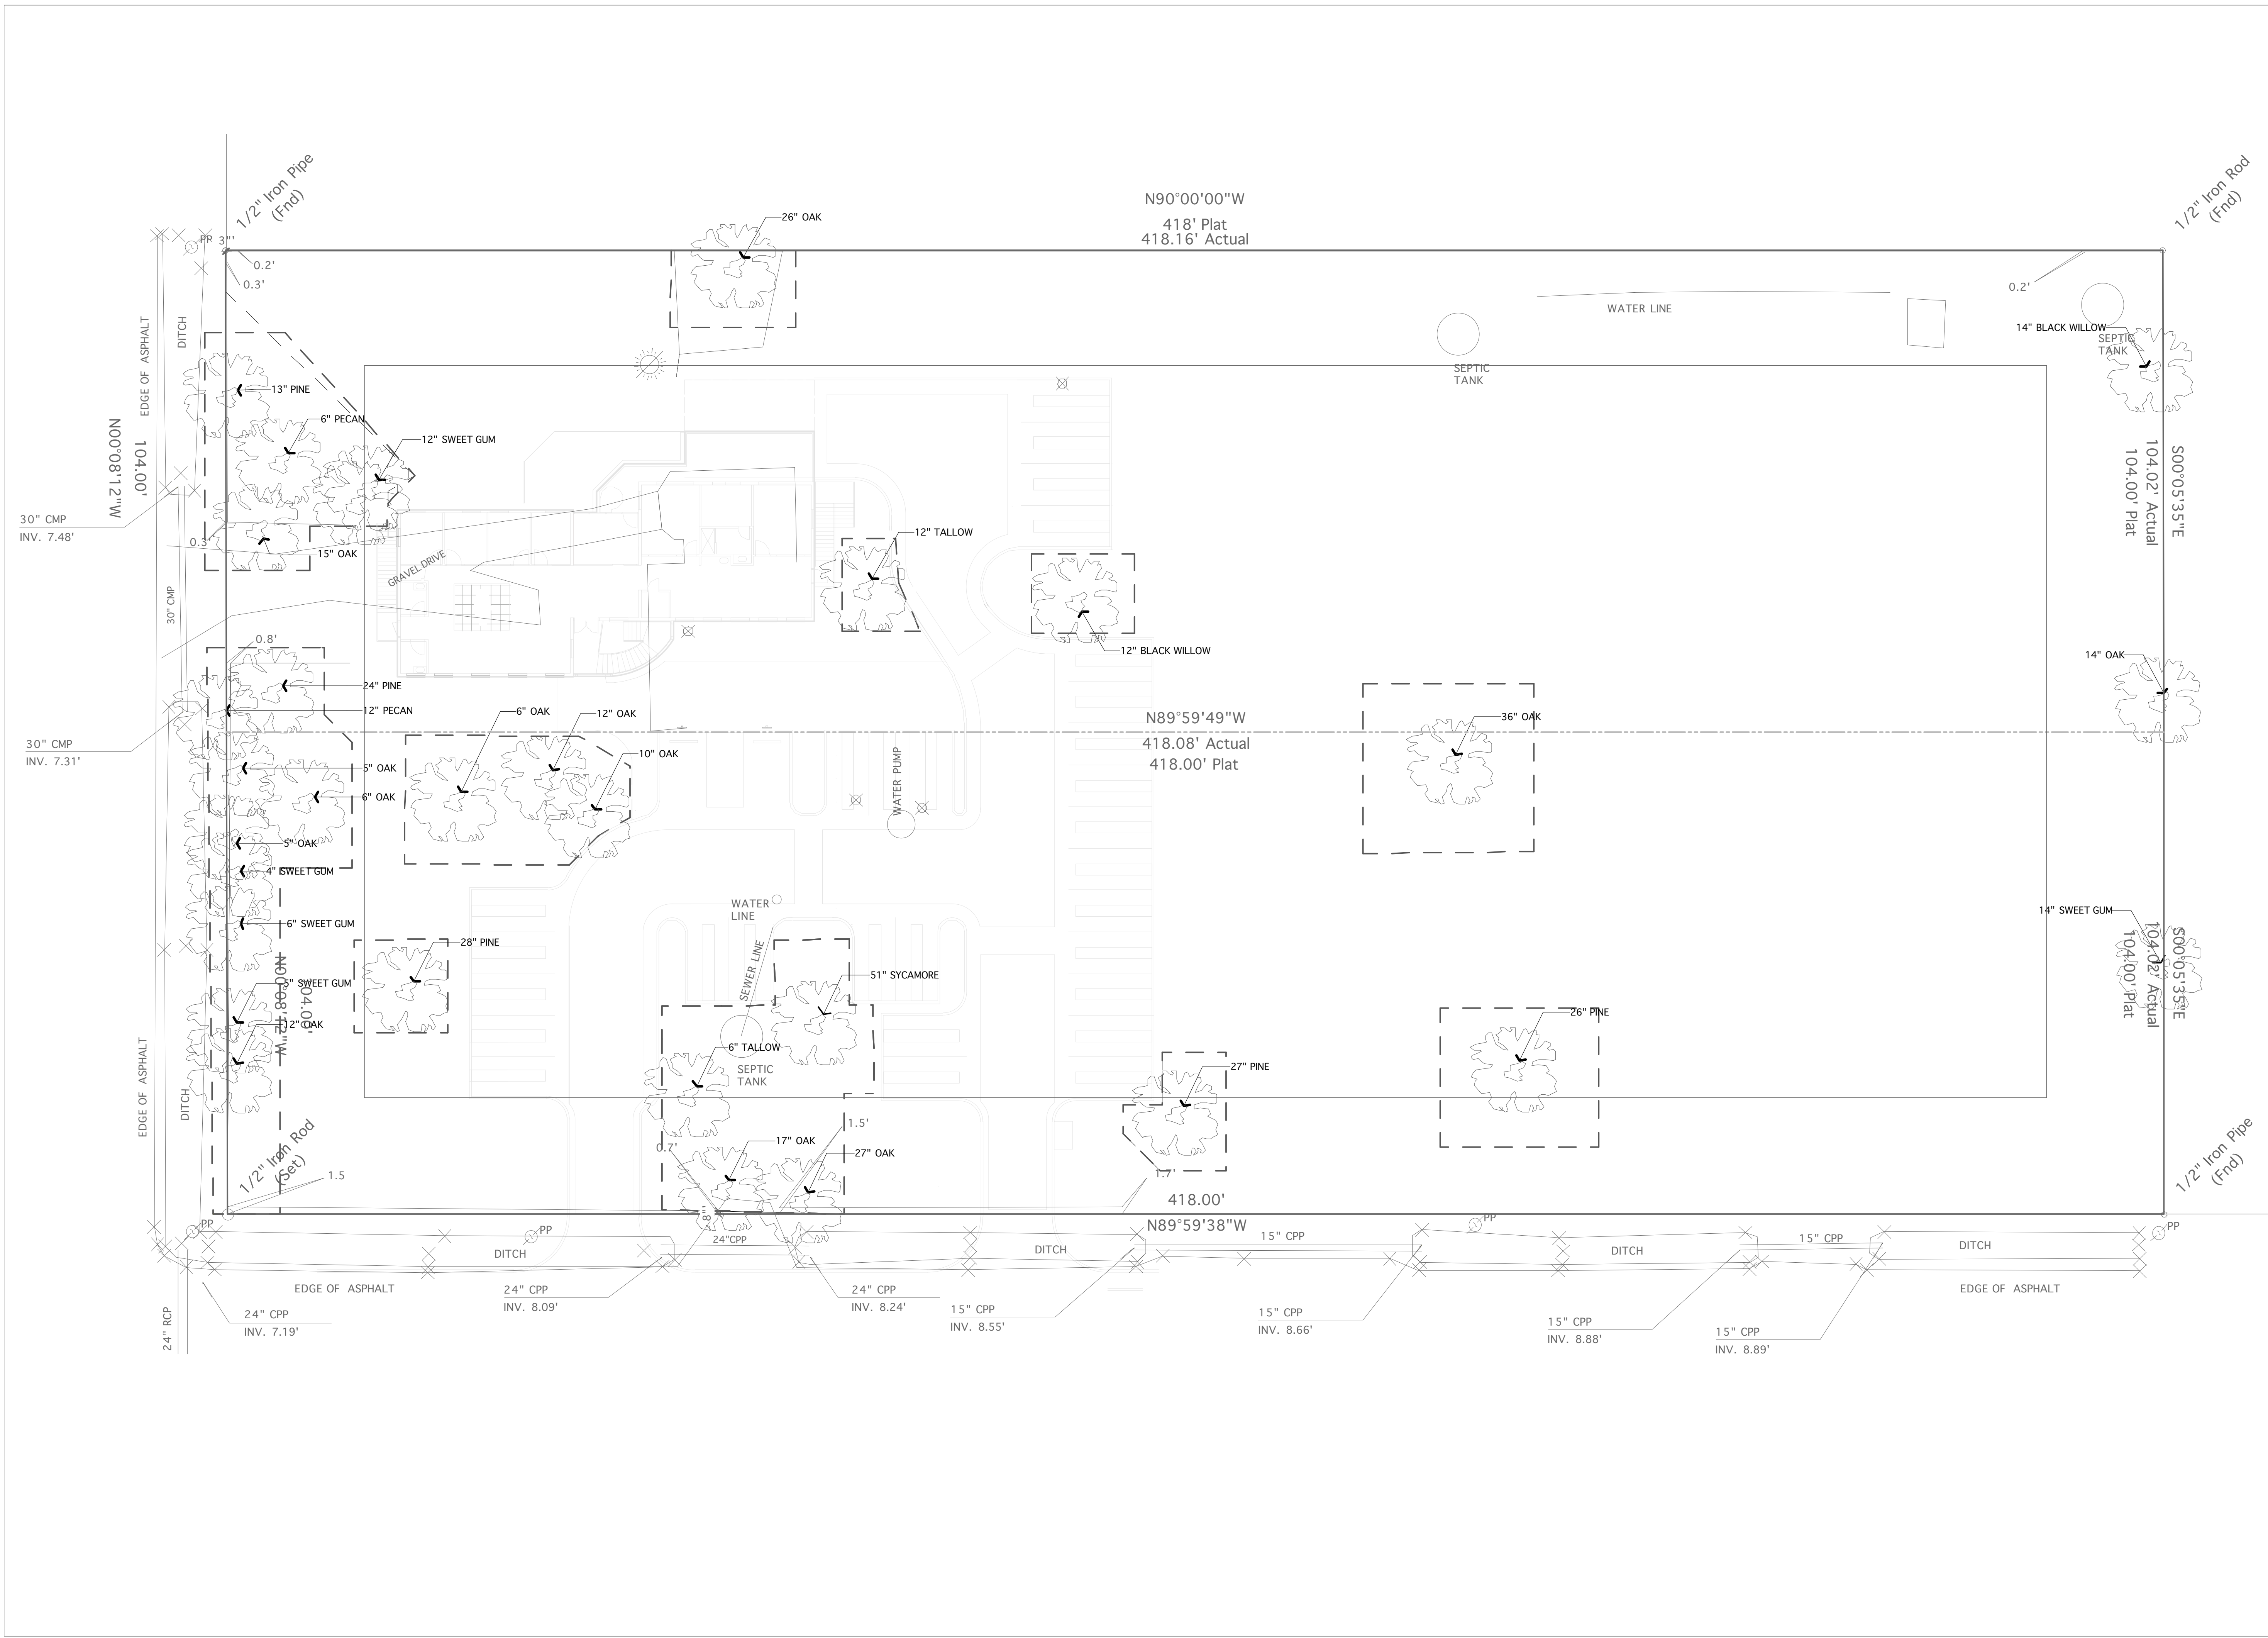 1/2" Iron Pipe
(Fnd)
N90°00'00"W
418' Plat
418.16' Actual
1/2" Iron Rod
(Fnd)
26" OAK
PP
0.2'
0.3'
0.2'
WATER LINE
EDGE OF ASPHALT
DITCH
14" BLACK WILLOW
SEPTIC
TANK
SEPTIC
TANK
13" PINE
6" PECAN
12" SWEET GUM
N00°08'12"W
104.00'
S00°05'35"E
104.02' Actual
104.00' Plat
30" CMP
INV. 7.48'
0.3'
15" OAK
GRAVEL DRIVE
12" TALLOW
30" CMP
0.8'
12" BLACK WILLOW
14" OAK
24" PINE
12" PECAN
6" OAK
12" OAK
N89°59'49"W
418.08' Actual
418.00' Plat
36" OAK
30" CMP
INV. 7.31'
10" OAK
5" OAK
6" OAK
WATER PUMP
5" OAK
4" SWEET GUM
WATER
LINE
6" SWEET GUM
14" SWEET GUM
28" PINE
SEWER LINE
51" SYCAMORE
N00°08'12"W
104.00'
5" SWEET GUM
S00°05'35"E
104.02' Actual
104.00' Plat
12" OAK
26" PINE
6" TALLOW
SEPTIC
TANK
27" PINE
EDGE OF ASPHALT
DITCH
1.5'
17" OAK
0.7'
27" OAK
1/2" Iron Rod
(Set)
1.5
1.7'
418.00'
N89°59'38"W
1/2" Iron Pipe
(Fnd)
PP
PP
PP
PP
24"CPP
DITCH
DITCH
15" CPP
DITCH
15" CPP
DITCH
EDGE OF ASPHALT
EDGE OF ASPHALT
24" CPP
INV. 7.19'
24" CPP
INV. 8.09'
24" CPP
INV. 8.24'
15" CPP
INV. 8.55'
15" CPP
INV. 8.66'
15" CPP
INV. 8.88'
15" CPP
INV. 8.89'
24" RCP